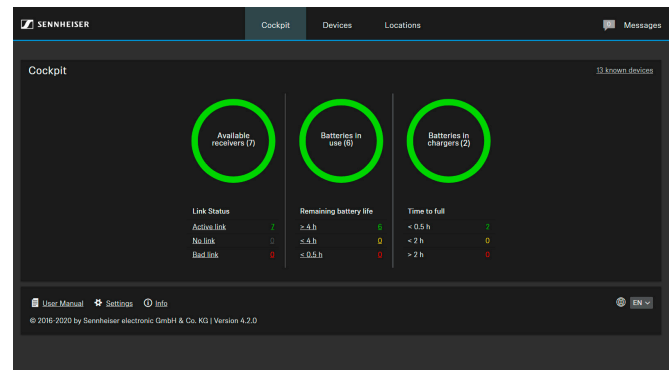 SENNHEISER
Cockpit Devices Locations
0 Messages
Cockpit
13 known devices
Available
receivers (7)
Batteries in
use (6)
Batteries in
chargers (2)
Link Status
Active link 7
No link 0
Bad link 0
Remaining battery life
> 4 h 6
≤ 4 h 0
≤ 0.5 h 0
Time to full
< 0.5 h
< 2 h 0
> 2 h 0
User Manual Settings Info
EN
© 2016-2020 by Sennheiser electronic GmbH & Co. KG | Version 4.2.0